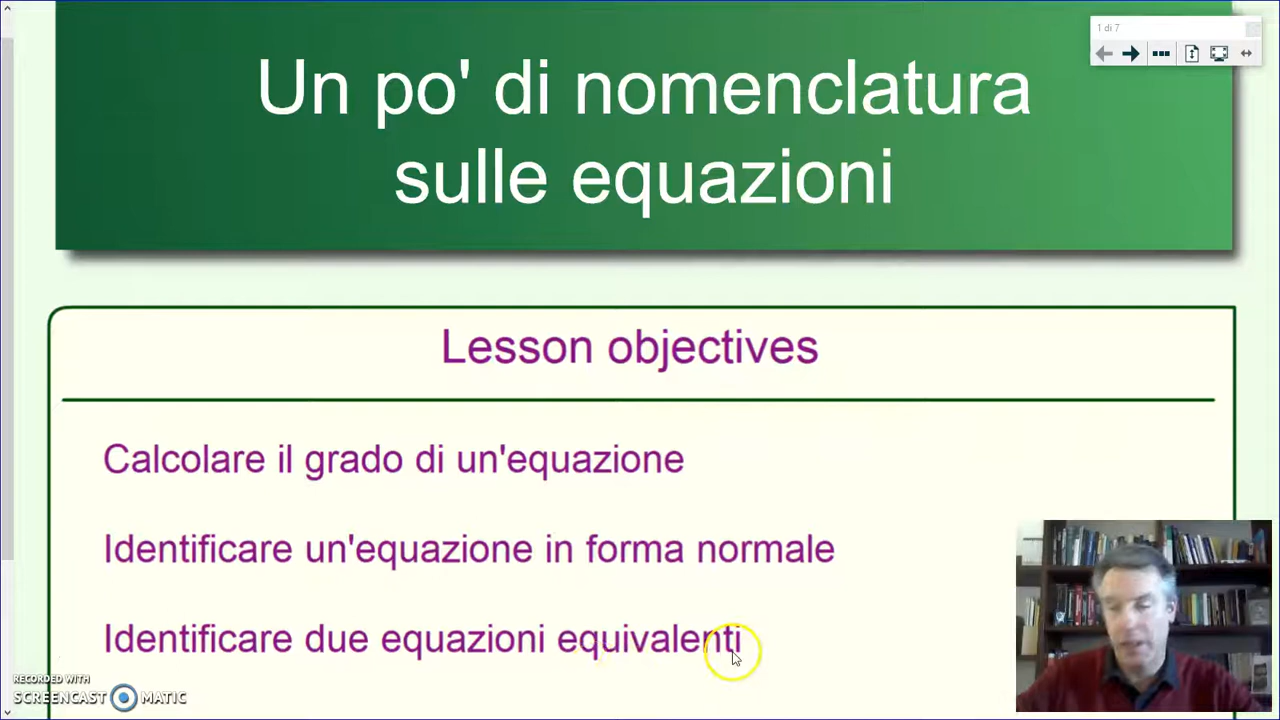 1 di 7
Un po' di nomenclatura
sulle equazioni
Lesson objectives
Calcolare il grado di un'equazione
Identificare un'equazione in forma normale
Identificare due equazioni equivalenti
RECORDED WITH
SCREENCAST MATIC